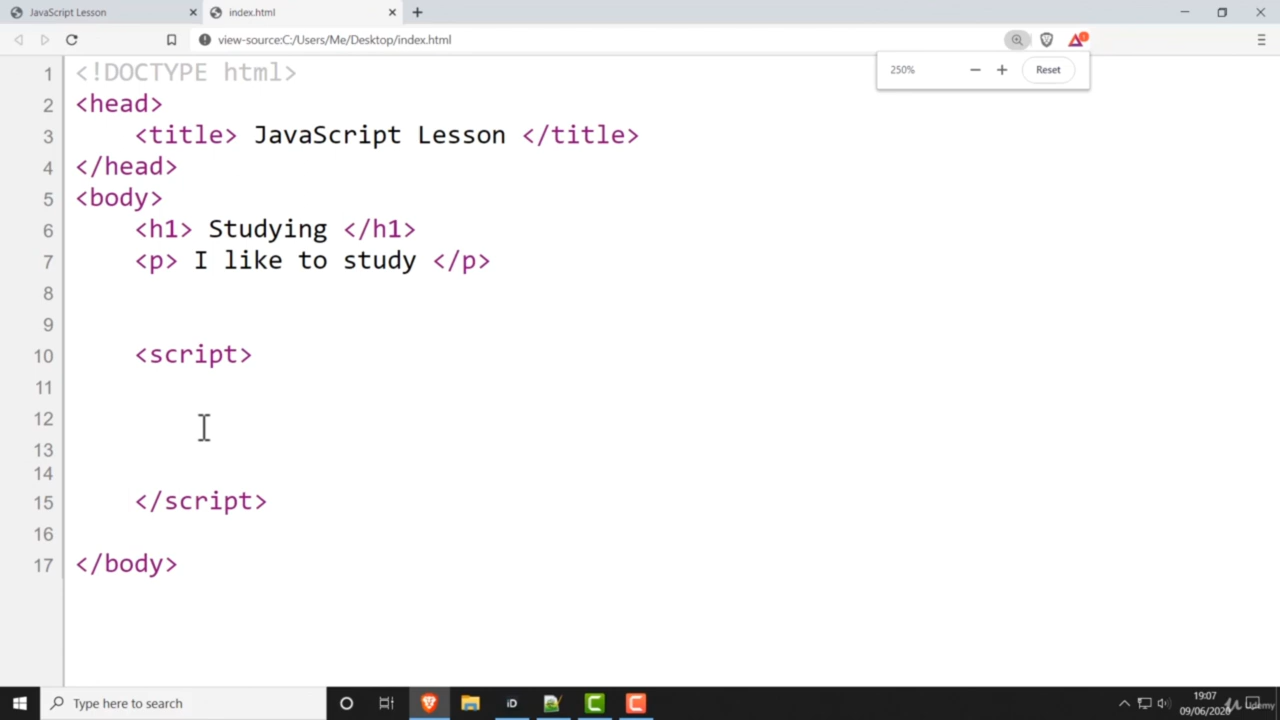 JavaScript Lesson
index.html
view-source:C:/Users/Me/Desktop/index.html
250%
Reset
1 <!DOCTYPE html>
2 <head>
3 <title> JavaScript Lesson </title>
4 </head>
5 <body>
6 <h1> Studying </h1>
7 <p> I like to study </p>
8
9
10 <script>
11
12
13
14
15 </script>
16
17 </body>
Type here to search
iD
19:07
09/06/2020
Udemy